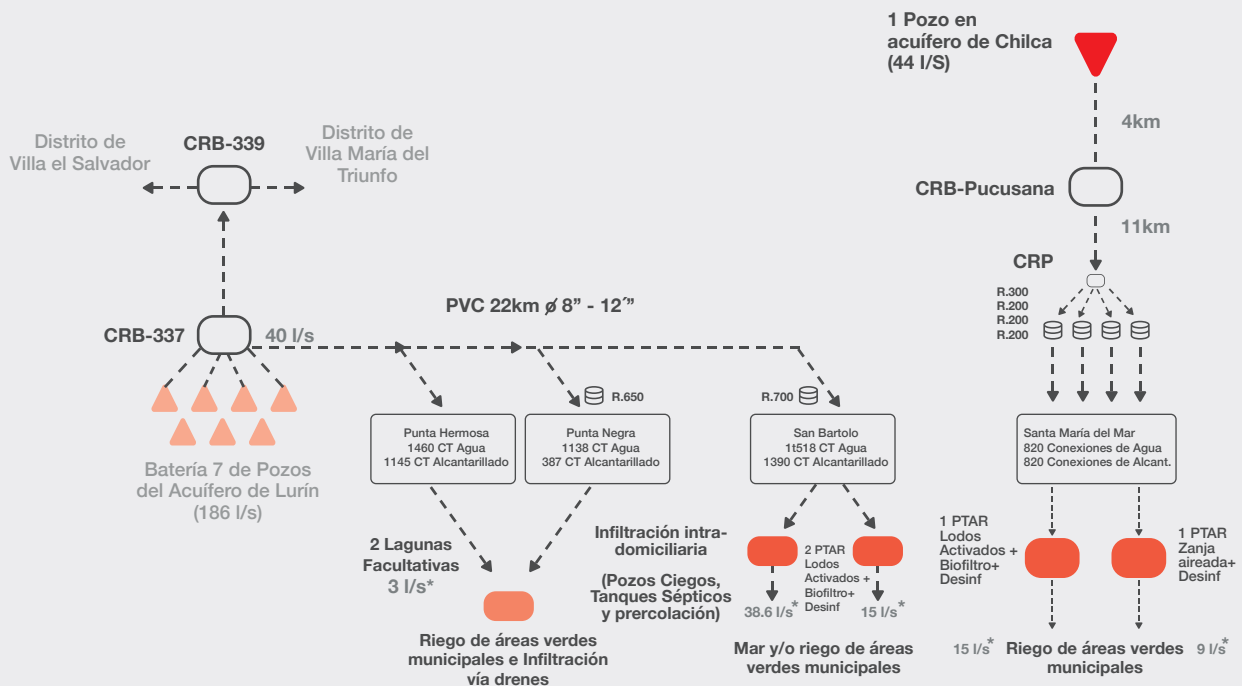 1 Pozo en
acuífero de Chilca
(44 l/S)
4km
CRB-Pucusana
11km
CRP
R.300
R.200
R.200
R.200
Distrito de
Villa el Salvador
CRB-339
Distrito de
Villa María del
Triunfo
PVC 22km ø 8” - 12´”
CRB-337
40 l/s
Batería 7 de Pozos
del Acuífero de Lurín
(186 l/s)
R.650
R.700
Punta Hermosa
1460 CT Agua
1145 CT Alcantarillado
Punta Negra
1138 CT Agua
387 CT Alcantarillado
San Bartolo
1t518 CT Agua
1390 CT Alcantarillado
Santa María del Mar
820 Conexiones de Agua
820 Conexiones de Alcant.
2 Lagunas
Facultativas
3 l/s*
Riego de áreas verdes
municipales e Infiltración
vía drenes
Infiltración intra-
domiciliaria
(Pozos Ciegos,
Tanques Sépticos
y prercolación)
2 PTAR
Lodos
Activados +
Biofiltro+
Desinf
38.6 l/s*
15 l/s*
Mar y/o riego de áreas
verdes municipales
1 PTAR
Lodos
Activados +
Biofiltro+
Desinf
1 PTAR
Zanja
aireada+
Desinf
15 l/s*
Riego de áreas verdes
municipales
9 l/s*